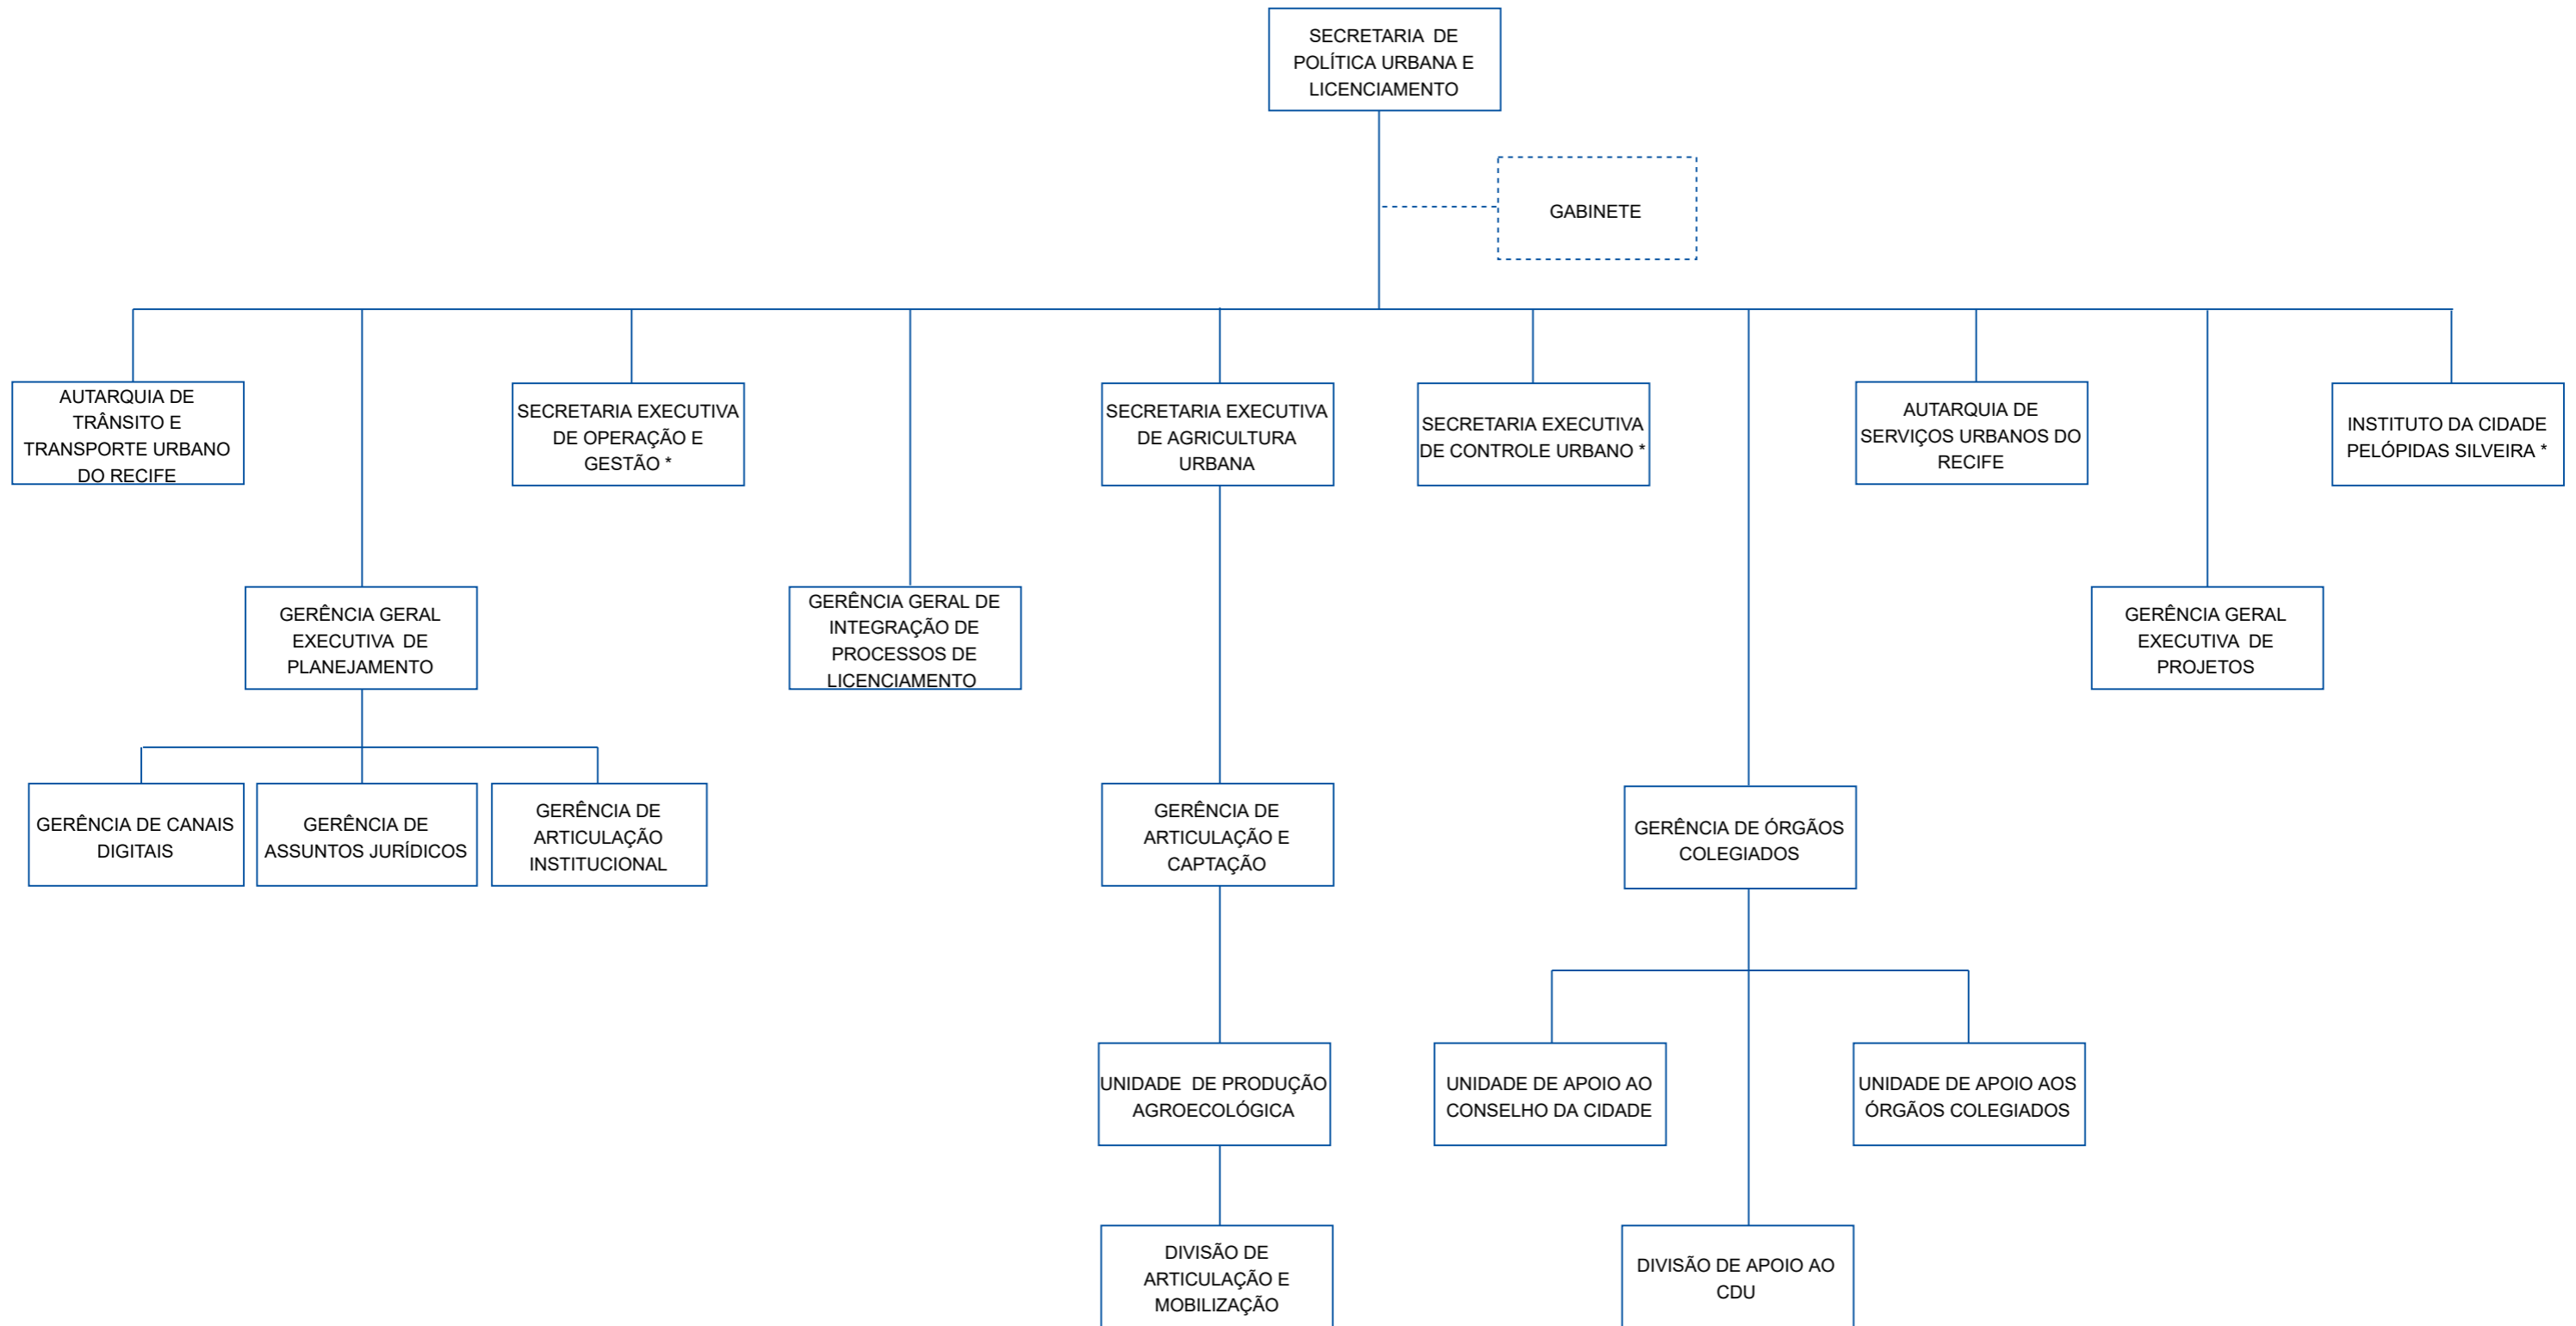 SECRETARIA DE
POLÍTICA URBANA E
LICENCIAMENTO
GABINETE
AUTARQUIA DE
TRÂNSITO E
TRANSPORTE URBANO
DO RECIFE
SECRETARIA EXECUTIVA
DE OPERAÇÃO E
GESTÃO *
SECRETARIA EXECUTIVA
DE AGRICULTURA
URBANA
SECRETARIA EXECUTIVA
DE CONTROLE URBANO *
AUTARQUIA DE
SERVIÇOS URBANOS DO
RECIFE
INSTITUTO DA CIDADE
PELÓPIDAS SILVEIRA *
GERÊNCIA GERAL
EXECUTIVA DE
PLANEJAMENTO
GERÊNCIA GERAL DE
INTEGRAÇÃO DE
PROCESSOS DE
LICENCIAMENTO
GERÊNCIA GERAL
EXECUTIVA DE
PROJETOS
GERÊNCIA DE CANAIS
DIGITAIS
GERÊNCIA DE
ASSUNTOS JURÍDICOS
GERÊNCIA DE
ARTICULAÇÃO
INSTITUCIONAL
GERÊNCIA DE
ARTICULAÇÃO E
CAPTAÇÃO
GERÊNCIA DE ÓRGÃOS
COLEGIADOS
UNIDADE DE PRODUÇÃO
AGROECOLÓGICA
UNIDADE DE APOIO AO
CONSELHO DA CIDADE
UNIDADE DE APOIO AOS
ÓRGÃOS COLEGIADOS
DIVISÃO DE
ARTICULAÇÃO E
MOBILIZAÇÃO
DIVISÃO DE APOIO AO
CDU